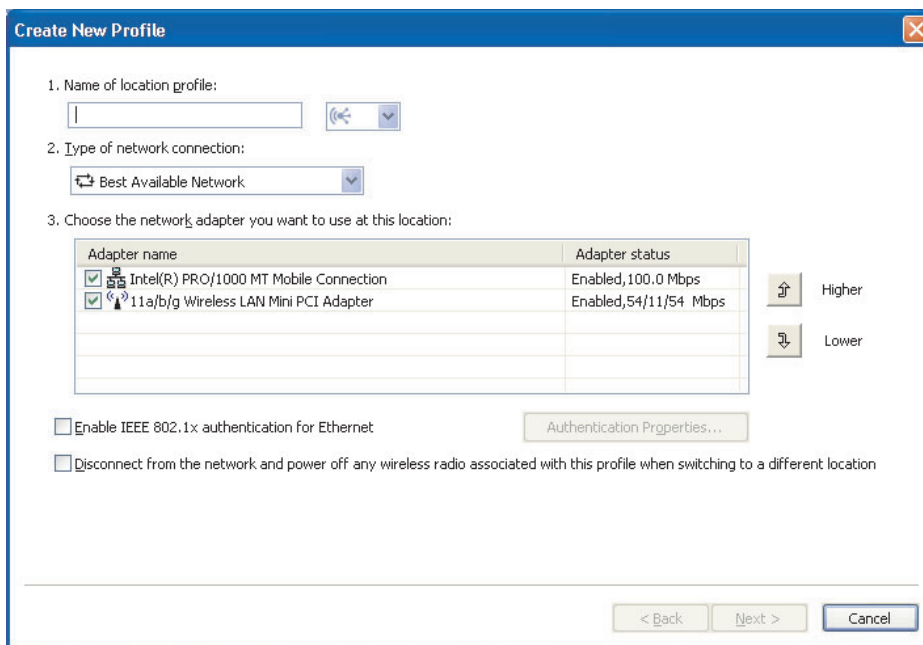 Create New Profile
1. Name of location profile:
2. Type of network connection:
Best Available Network
3. Choose the network adapter you want to use at this location:
Adapter name Adapter status
Intel(R) PRO/1000 MT Mobile Connection Enabled,100.0 Mbps
11a/b/g Wireless LAN Mini PCI Adapter Enabled,54/11/54 Mbps
Higher
Lower
Enable IEEE 802.1x authentication for Ethernet Authentication Properties...
Disconnect from the network and power off any wireless radio associated with this profile when switching to a different location
< Back Next > Cancel